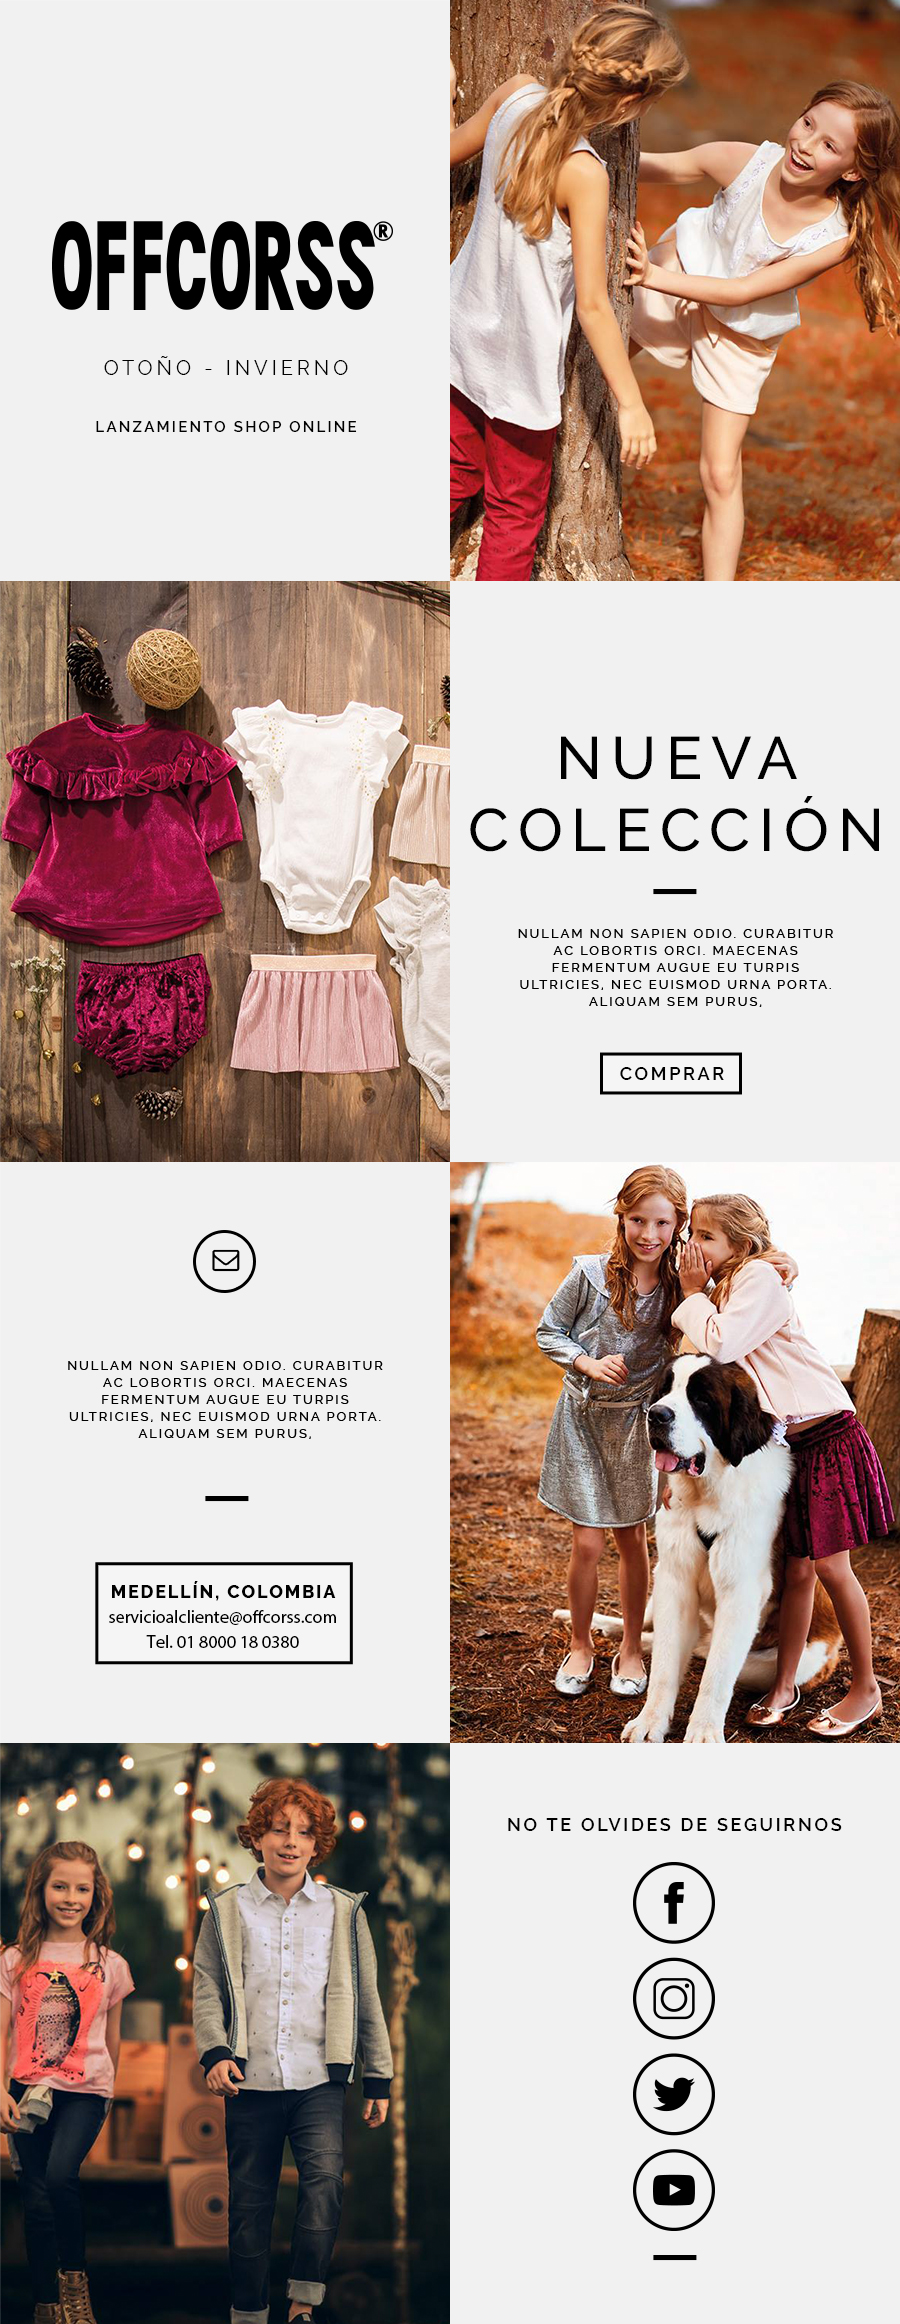 OFFCORSS®
OTOÑO - INVIERNO
LANZAMIENTO SHOP ONLINE
NUEVA
COLECCIÓN
NULLAM NON SAPIEN ODIO. CURABITUR
AC LOBORTIS ORCI. MAECENAS
FERMENTUM AUGUE EU TURPIS
ULTRICIES, NEC EUISMOD URNA PORTA.
ALIQUAM SEM PURUS,
COMPRAR
NULLAM NON SAPIEN ODIO. CURABITUR
AC LOBORTIS ORCI. MAECENAS
FERMENTUM AUGUE EU TURPIS
ULTRICIES, NEC EUISMOD URNA PORTA.
ALIQUAM SEM PURUS,
MEDELLÍN, COLOMBIA
servicioalcliente@offcorss.com
Tel. 01 8000 18 0380
NO TE OLVIDES DE SEGUIRNOS